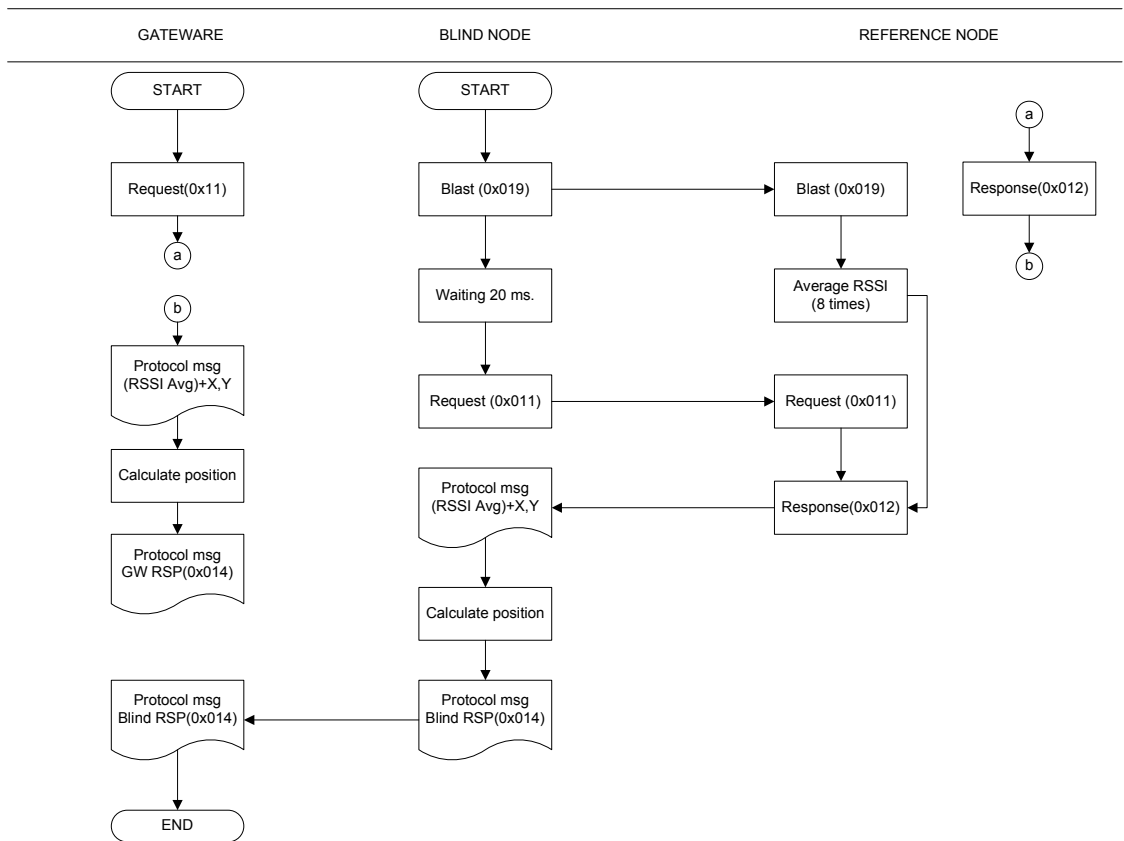 GATEWARE
BLIND NODE
REFERENCE NODE
START
Request(0x11)
a
b
Protocol msg
(RSSI Avg)+X,Y
Calculate position
Protocol msg
GW RSP(0x014)
Protocol msg
Blind RSP(0x014)
END
START
Blast (0x019)
Waiting 20 ms.
Request (0x011)
Protocol msg
(RSSI Avg)+X,Y
Calculate position
Protocol msg
Blind RSP(0x014)
Blast (0x019)
Average RSSI
(8 times)
Request (0x011)
Response(0x012)
a
Response(0x012)
b